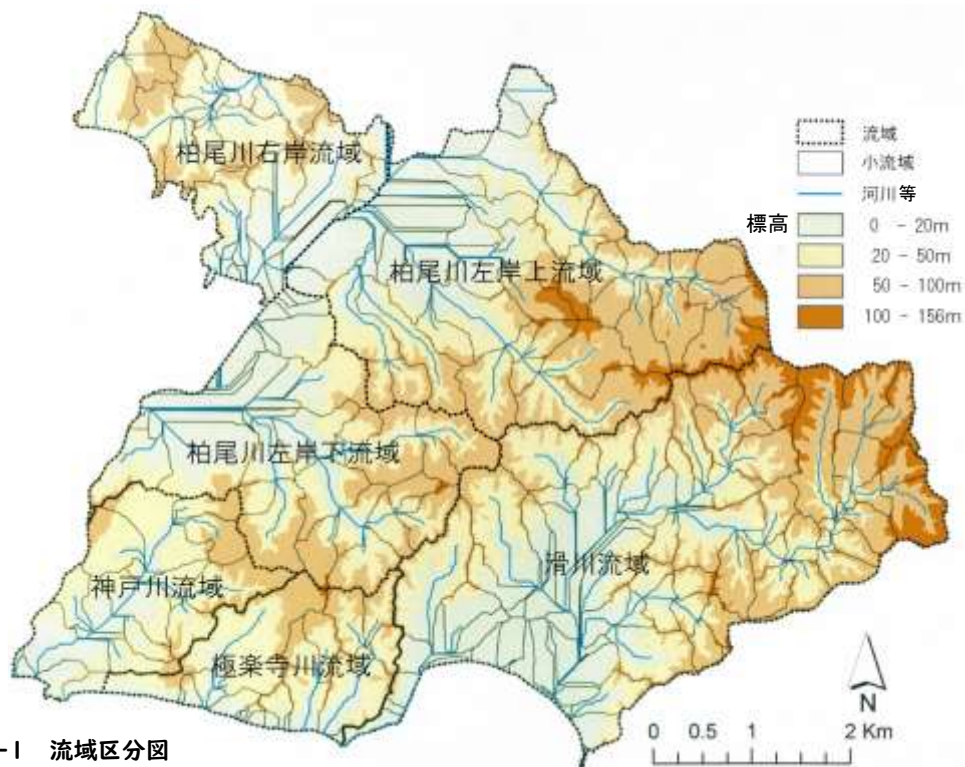 柏尾川右岸流域
流域
小流域
河川等
標高
0 - 20m
20 - 50m
50 - 100m
100 - 156m
柏尾川左岸上流域
柏尾川左岸下流域
滑川流域
神戸川流域
極楽寺川流域
N
0 0.5 1 2 Km
-1 流域区分図